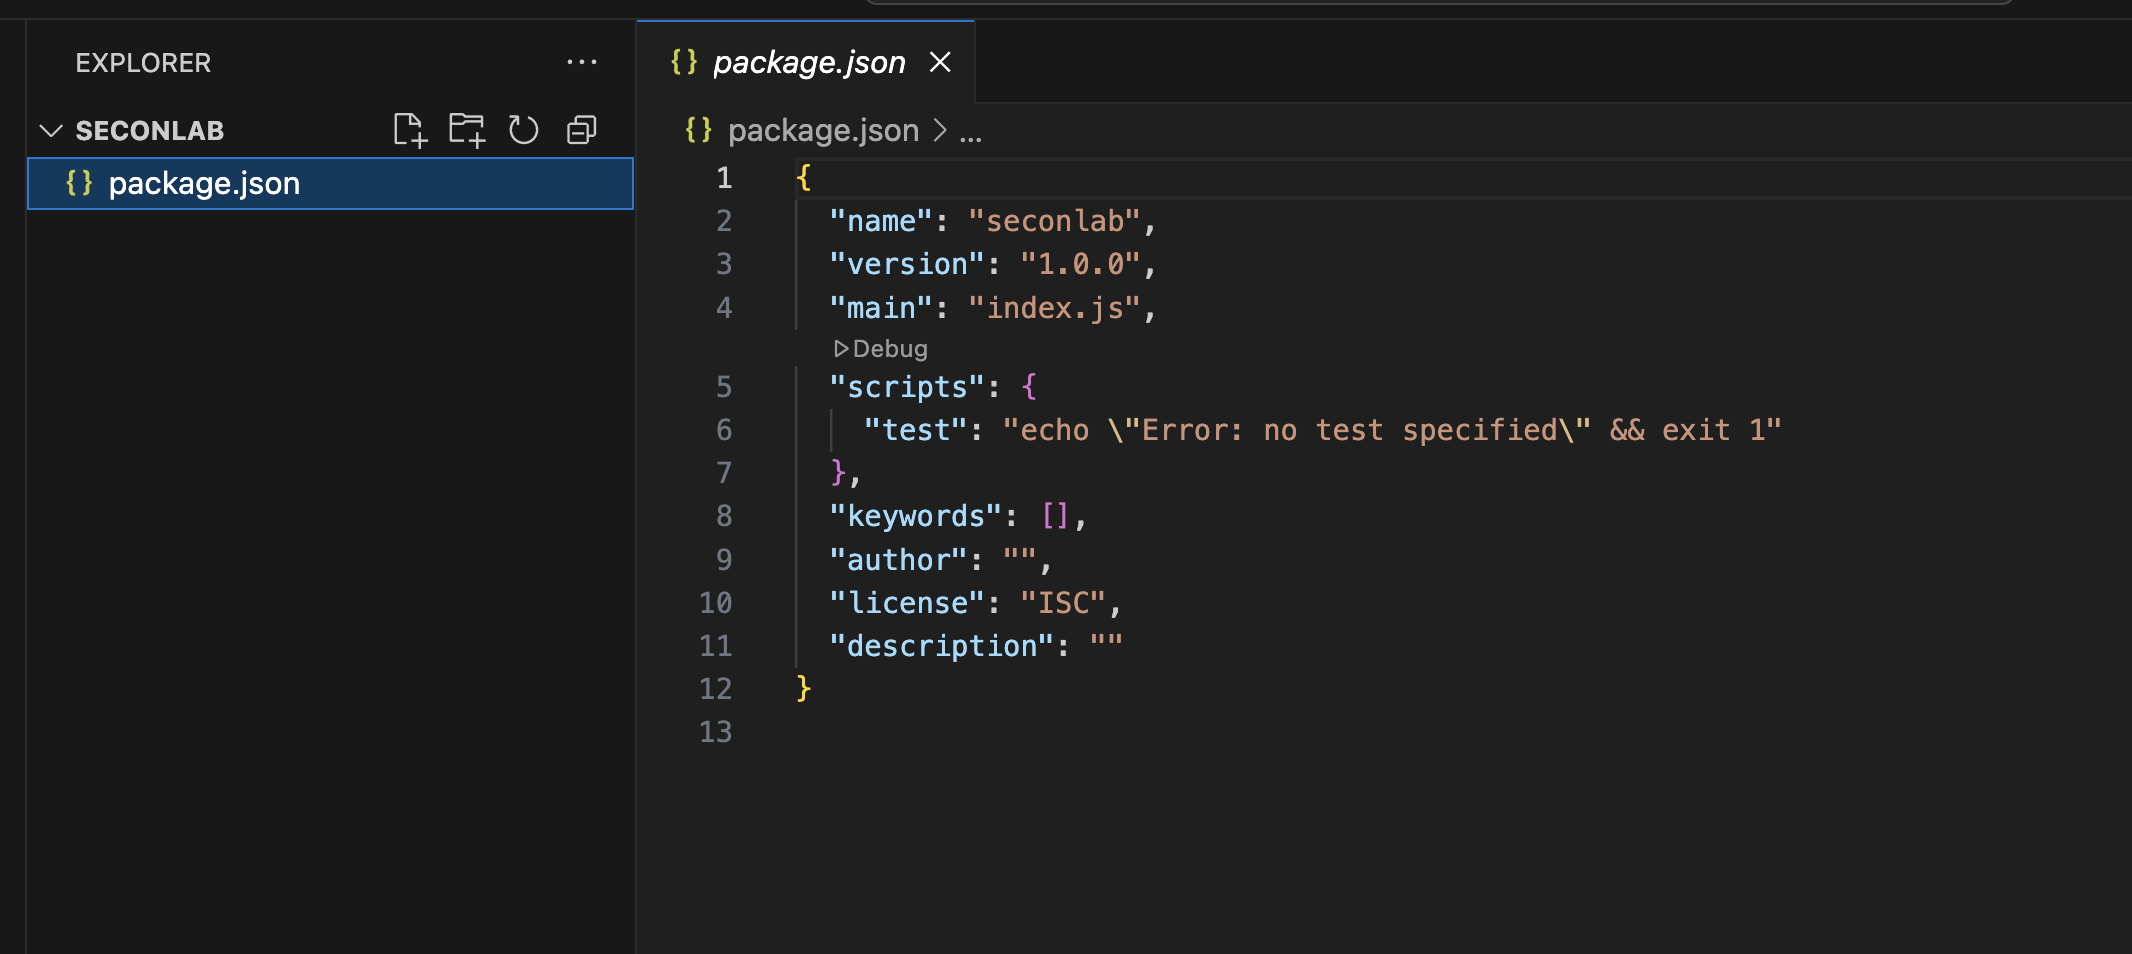 EXPLORER ...
SECONLAB
{} package.json
{} package.json
{} package.json > ...
1 {
2 "name": "seconlab",
3 "version": "1.0.0",
4 "main": "index.js",
Debug
5 "scripts": {
6 "test": "echo \"Error: no test specified\" && exit 1"
7 },
8 "keywords": [],
9 "author": "",
10 "license": "ISC",
11 "description": ""
12 }
13